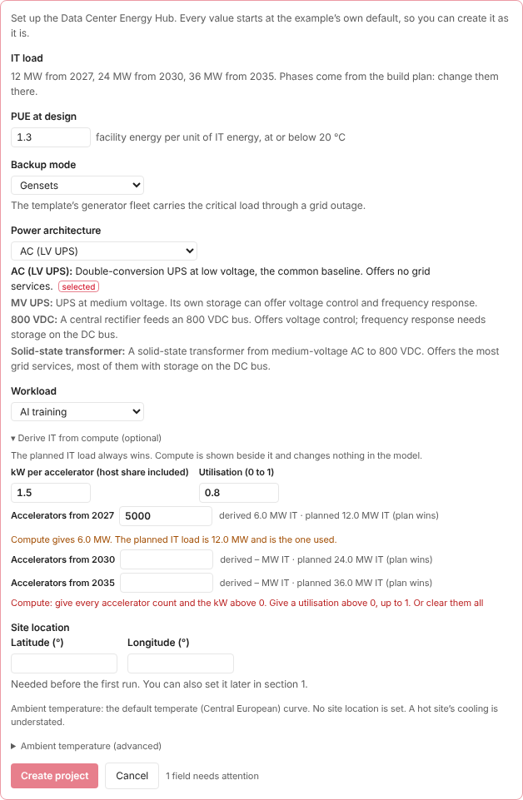 Set up the Data Center Energy Hub. Every value starts at the example's own default, so you can create it as
it is.
IT load
12 MW from 2027, 24 MW from 2030, 36 MW from 2035. Phases come from the build plan: change them
there.
PUE at design
1.3 facility energy per unit of IT energy, at or below 20 °C
Backup mode
Gensets
The template's generator fleet carries the critical load through a grid outage.
Power architecture
AC (LV UPS)
AC (LV UPS): Double-conversion UPS at low voltage, the common baseline. Offers no grid
services. selected
MV UPS: UPS at medium voltage. Its own storage can offer voltage control and frequency response.
800 VDC: A central rectifier feeds an 800 VDC bus. Offers voltage control; frequency response needs
storage on the DC bus.
Solid-state transformer: A solid-state transformer from medium-voltage AC to 800 VDC. Offers the most
grid services, most of them with storage on the DC bus.
Workload
AI training
▾ Derive IT from compute (optional)
The planned IT load always wins. Compute is shown beside it and changes nothing in the model.
kW per accelerator (host share included) Utilisation (0 to 1)
1.5 0.8
Accelerators from 2027 5000 derived 6.0 MW IT · planned 12.0 MW IT (plan wins)
Compute gives 6.0 MW. The planned IT load is 12.0 MW and is the one used.
Accelerators from 2030 derived – MW IT · planned 24.0 MW IT (plan wins)
Accelerators from 2035 derived – MW IT · planned 36.0 MW IT (plan wins)
Compute: give every accelerator count and the kW above 0. Give a utilisation above 0, up to 1. Or clear them all
Site location
Latitude (°) Longitude (°)
Needed before the first run. You can also set it later in section 1.
Ambient temperature: the default temperate (Central European) curve. No site location is set. A hot site's cooling is
understated.
▸ Ambient temperature (advanced)
Create project Cancel 1 field needs attention